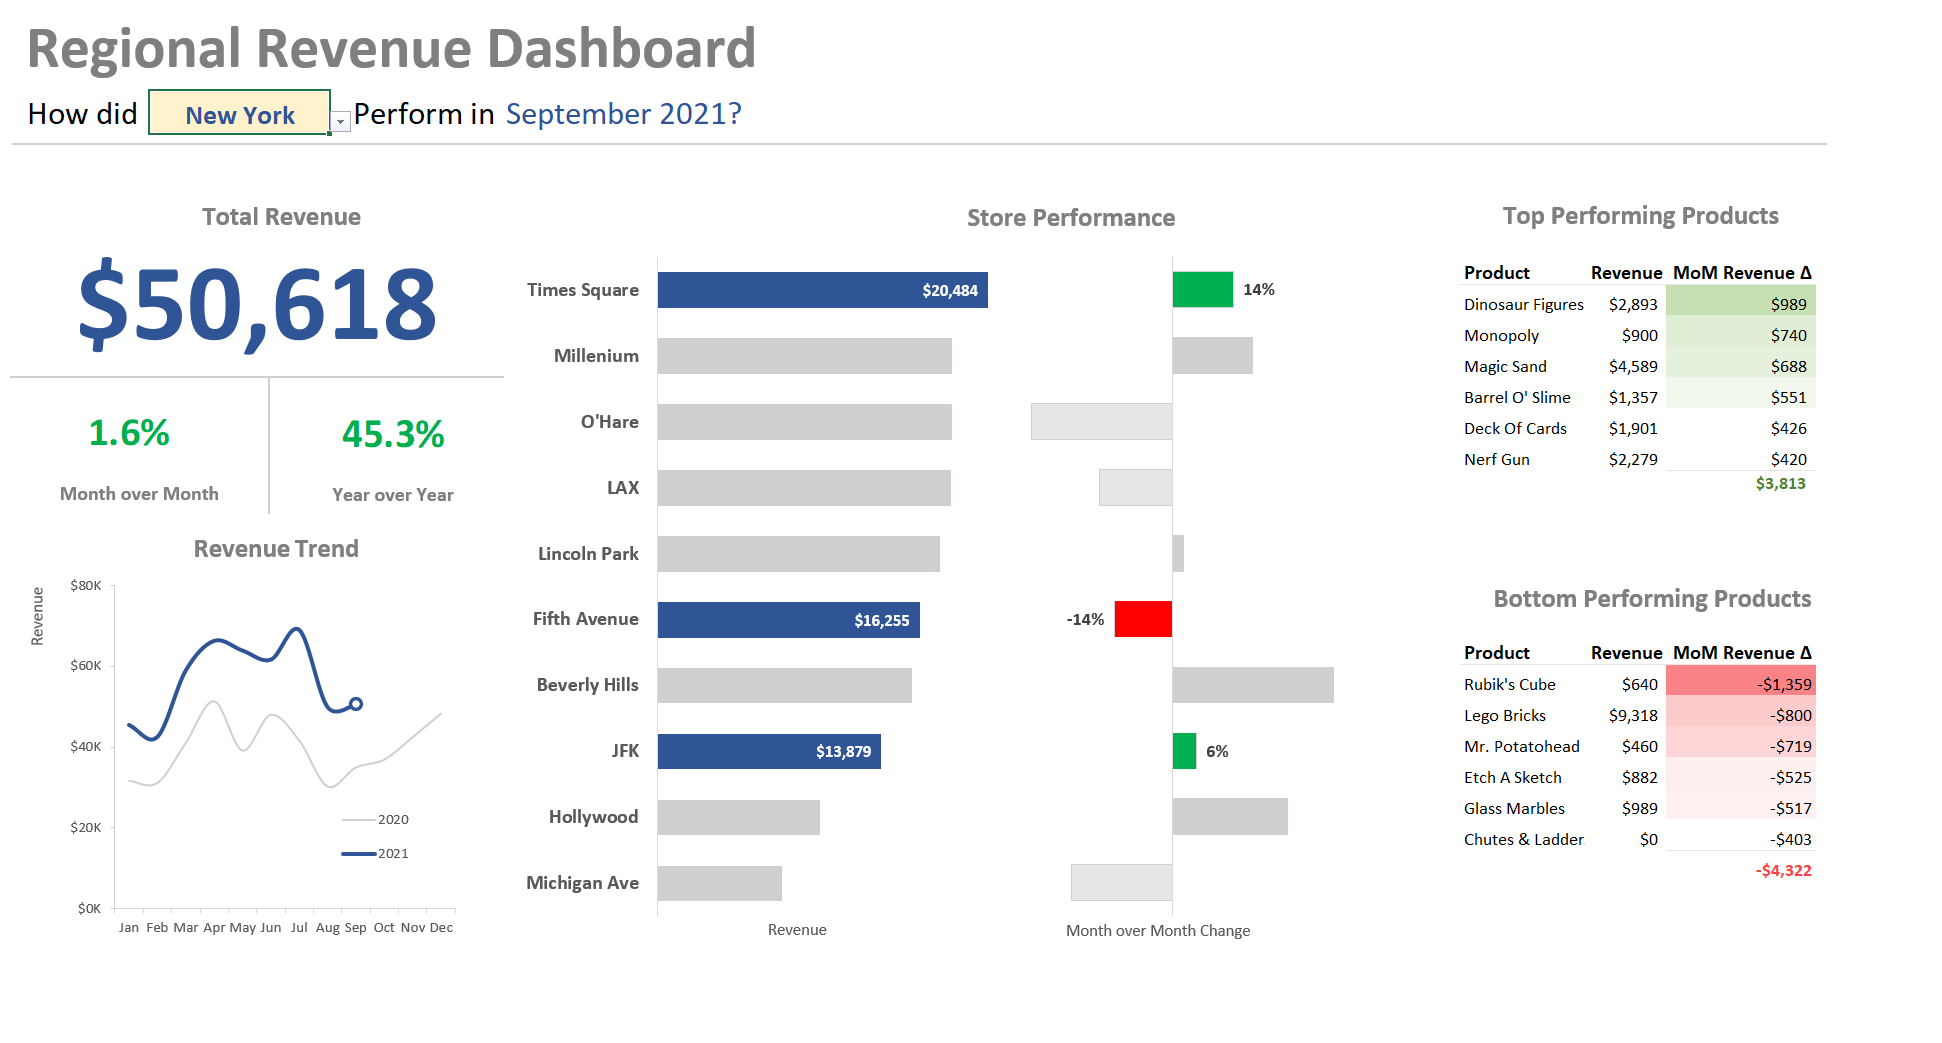 Regional Revenue Dashboard
How did New York Perform in September 2021?
Total Revenue
$50,618
1.6%
Month over Month
45.3%
Year over Year
Revenue Trend
Revenue
$80K
$60K
$40K
$20K
$0K
2020
2021
Jan Feb Mar Apr May Jun Jul Aug Sep Oct Nov Dec
Store Performance
Times Square $20,484 14%
Millenium
O'Hare
LAX
Lincoln Park
Fifth Avenue $16,255 -14%
Beverly Hills
JFK $13,879 6%
Hollywood
Michigan Ave
Revenue
Month over Month Change
Top Performing Products
Product Revenue MoM Revenue Δ
Dinosaur Figures $2,893 $989
Monopoly $900 $740
Magic Sand $4,589 $688
Barrel O' Slime $1,357 $551
Deck Of Cards $1,901 $426
Nerf Gun $2,279 $420
$3,813
Bottom Performing Products
Product Revenue MoM Revenue Δ
Rubik's Cube $640 -$1,359
Lego Bricks $9,318 -$800
Mr. Potatohead $460 -$719
Etch A Sketch $882 -$525
Glass Marbles $989 -$517
Chutes & Ladder $0 -$403
-$4,322